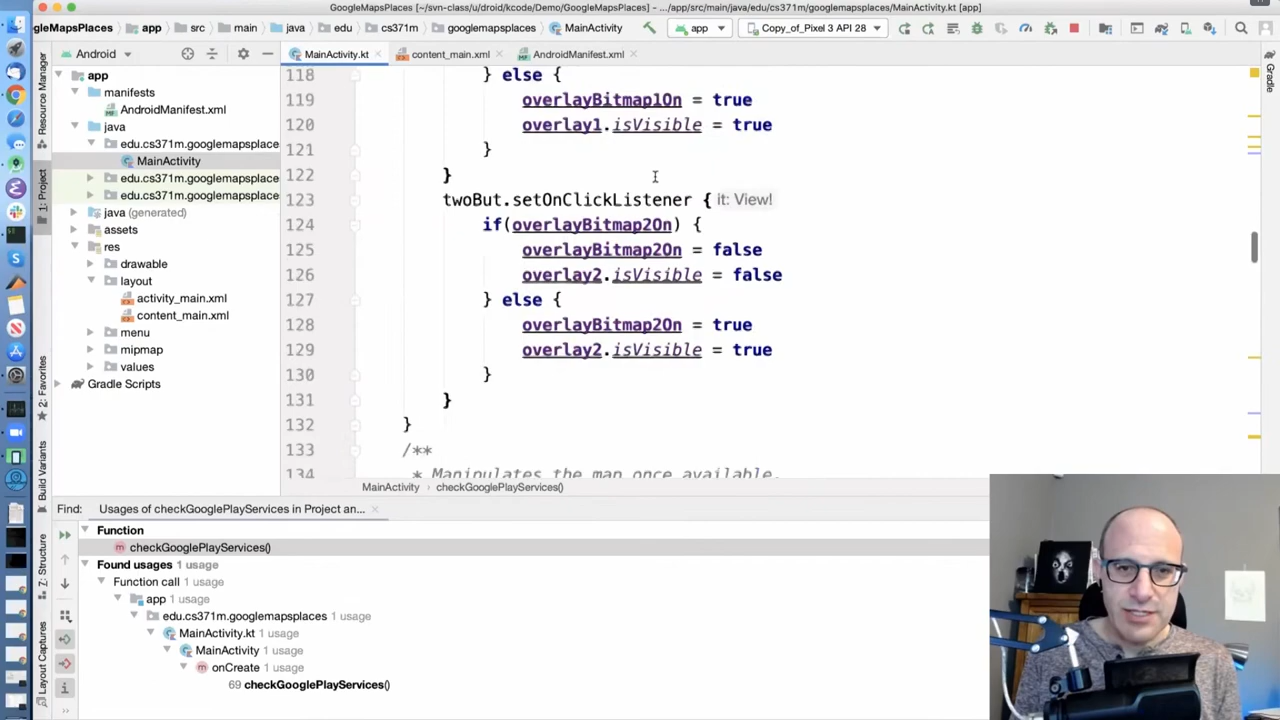 GoogleMapsPlaces [~/svn-class/u/droid/kcode/Demo/GoogleMapsPlaces] - .../app/src/main/java/edu/cs371m/googlemapsplaces/MainActivity.kt [app]
gleMapsPlaces app src main java edu cs371m googlemapsplaces MainActivity app Copy_of_Pixel 3 API 28
Android MainActivity.kt content_main.xml AndroidManifest.xml
Resource Manager
1: Project
2: Favorites
Build Variants
7: Structure
Layout Captures
Gradle
app
manifests
AndroidManifest.xml
java
edu.cs371m.googlemapsplace
MainActivity
edu.cs371m.googlemapsplace
edu.cs371m.googlemapsplace
java (generated)
assets
res
drawable
layout
activity_main.xml
content_main.xml
menu
mipmap
values
Gradle Scripts
118 } else {
119 overlayBitmap1On = true
120 overlay1.isVisible = true
121 }
122 }
123 twoBut.setOnClickListener { it: View!
124 if(overlayBitmap2On) {
125 overlayBitmap2On = false
126 overlay2.isVisible = false
127 } else {
128 overlayBitmap2On = true
129 overlay2.isVisible = true
130 }
131 }
132 }
133 /**
134 * Manipulates the map once available.
MainActivity › checkGooglePlayServices()
Find: Usages of checkGooglePlayServices in Project an...
Function
checkGooglePlayServices()
Found usages 1 usage
Function call 1 usage
app 1 usage
edu.cs371m.googlemapsplaces 1 usage
MainActivity.kt 1 usage
MainActivity 1 usage
onCreate 1 usage
69 checkGooglePlayServices()